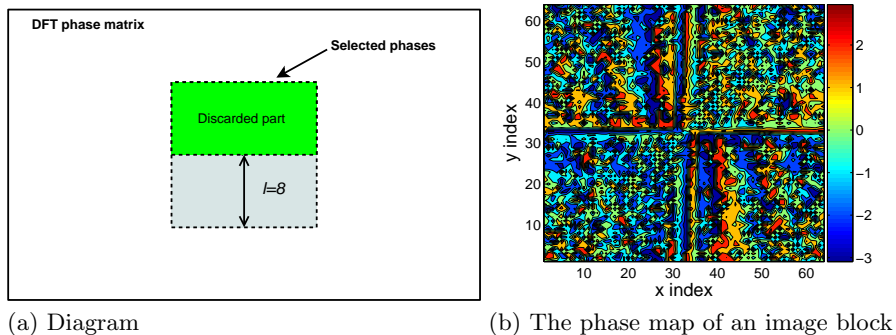 DFT phase matrix
Selected phases
Discarded part
l=8
(a) Diagram
60
50
40
30
20
10
y index
10 20 30 40 50 60
x index
2
1
0
−1
−2
−3
(b) The phase map of an image block